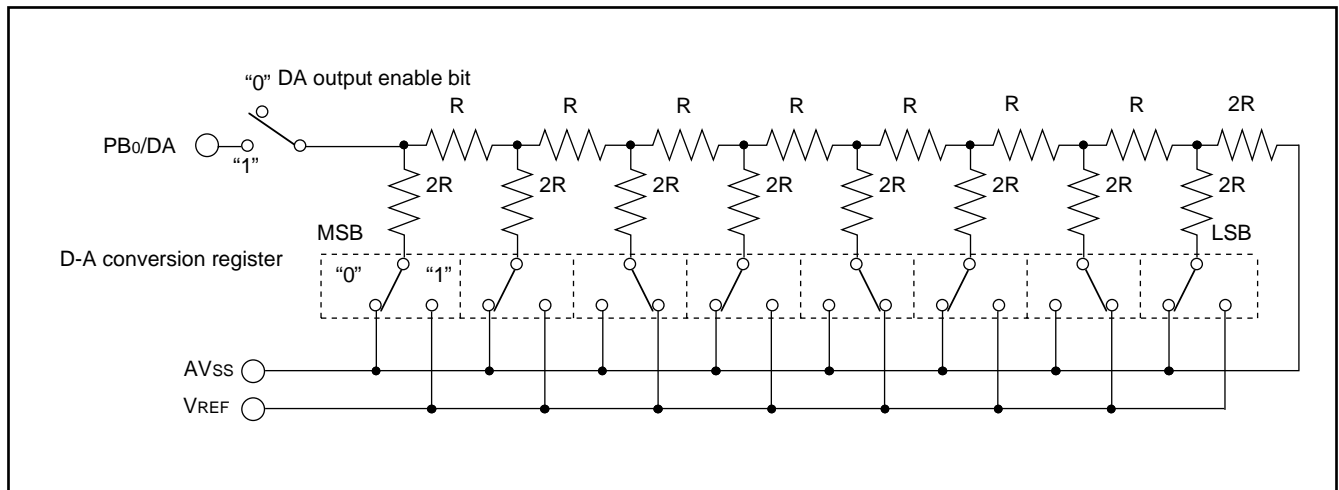 “0” DA output enable bit
R R R R R R R 2R
PB0/DA
“1”
2R 2R 2R 2R 2R 2R 2R 2R
MSB LSB
D-A conversion register
“0” “1”
AVSS
VREF